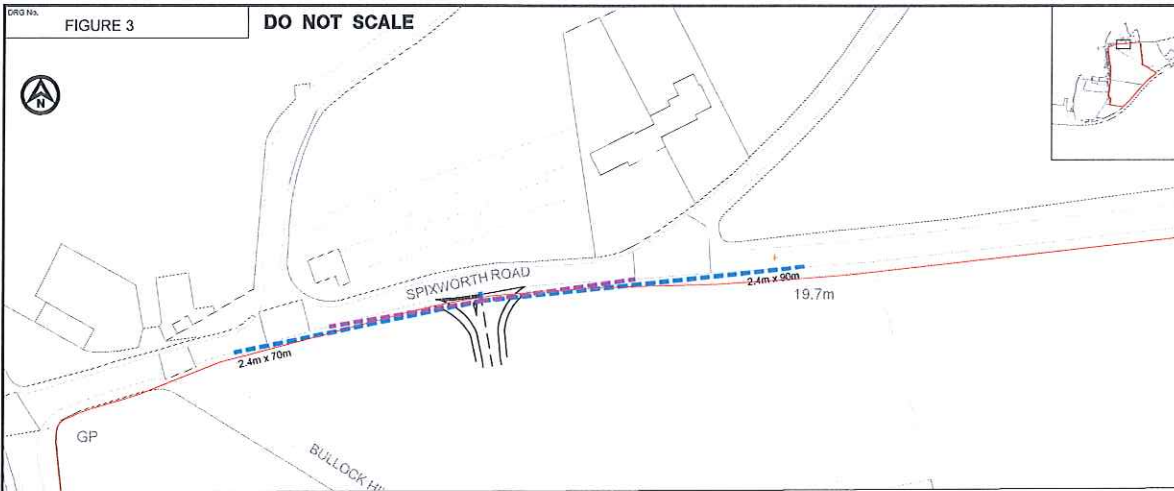 DRG No.
FIGURE 3
DO NOT SCALE
N
SPIXWORTH ROAD
2.4m x 90m
19.7m
2.4m x 70m
GP
BULLOCK